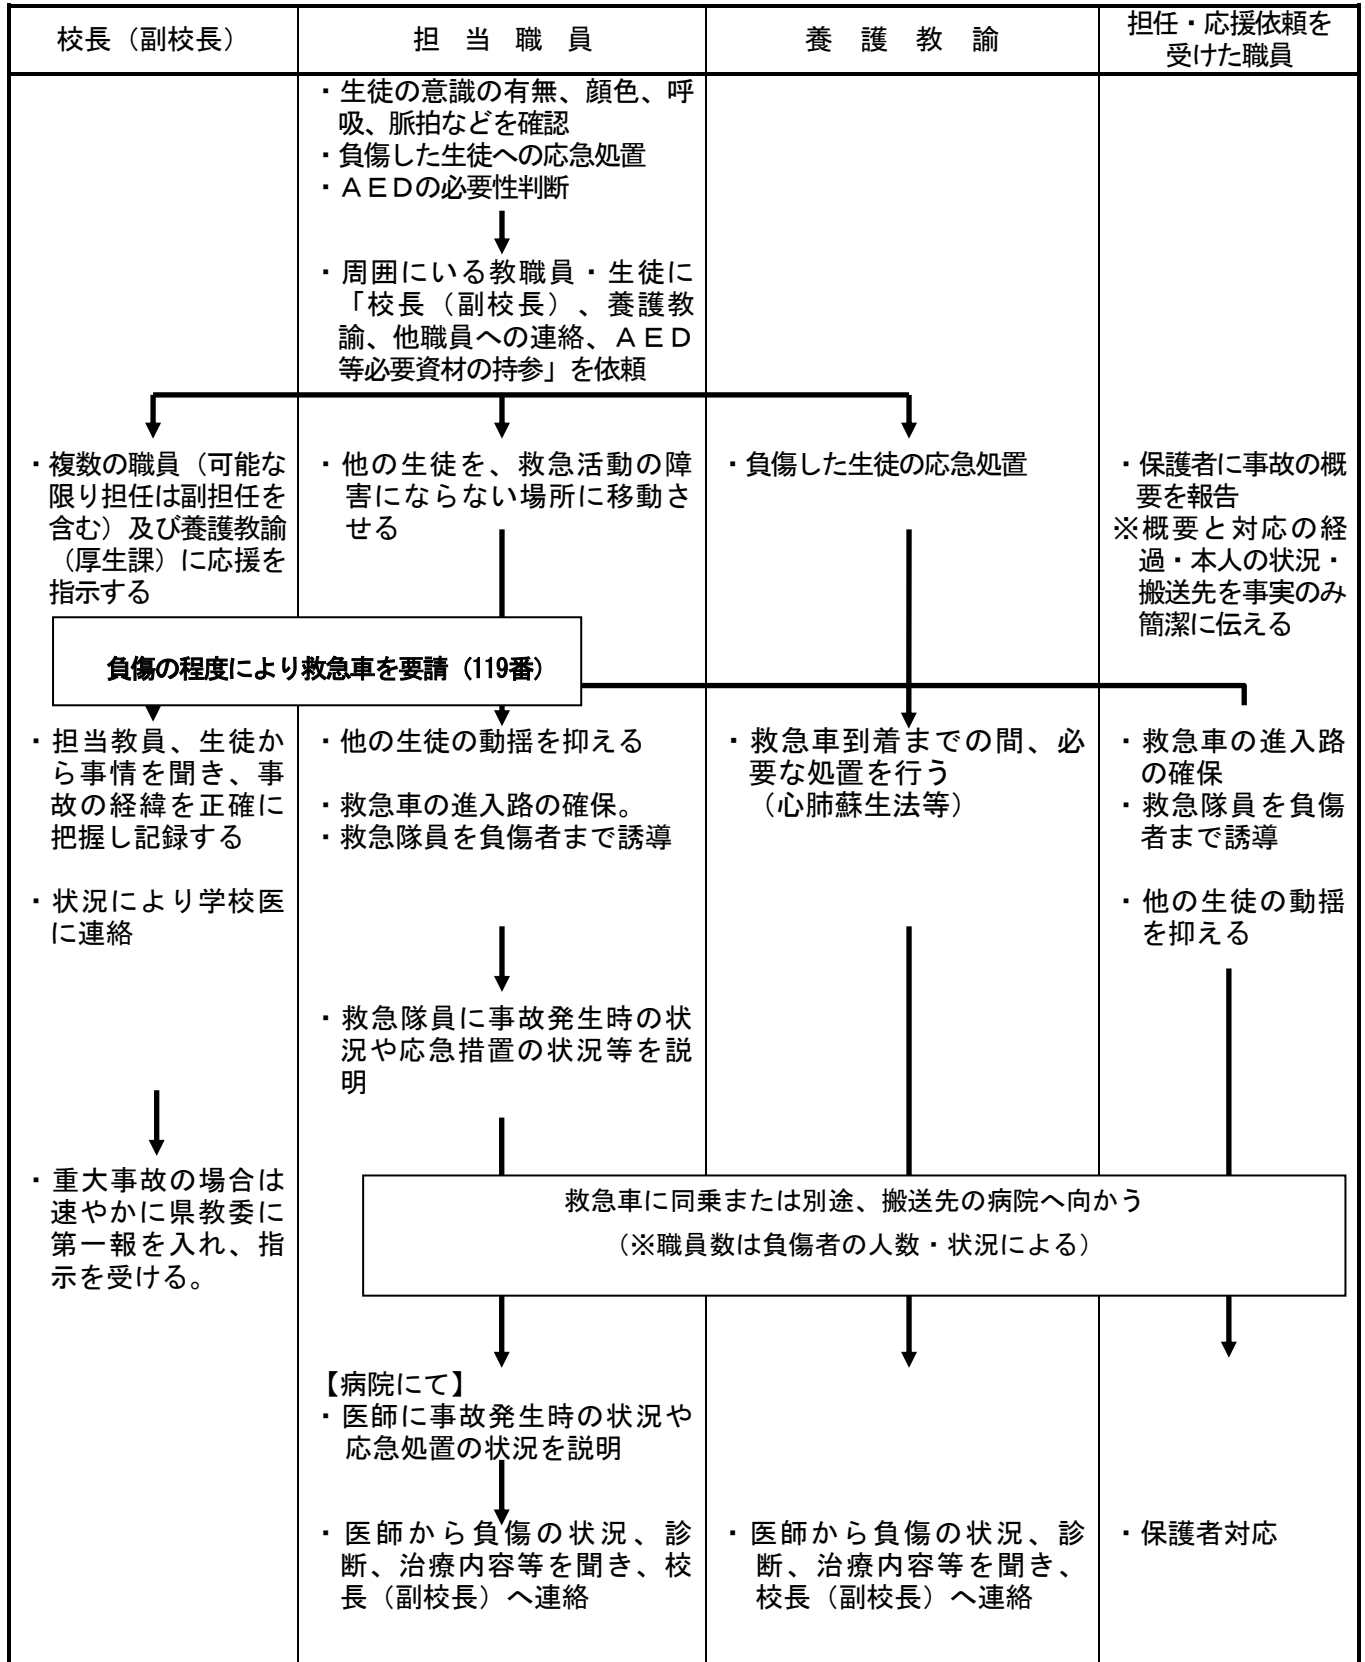 校長（副校長）
担　当　職　員
養　護　教　諭
担任・応援依頼を
受けた職員
・生徒の意識の有無、顔色、呼
吸、脈拍などを確認
・負傷した生徒への応急処置
・ＡＥＤの必要性判断
・周囲にいる教職員・生徒に
「校長（副校長）、養護教
諭、他職員への連絡、ＡＥＤ
等必要資材の持参」を依頼
・複数の職員（可能な
限り担任は副担任を
含む）及び養護教諭
（厚生課）に応援を
指示する
・他の生徒を、救急活動の障
害にならない場所に移動さ
せる
・負傷した生徒の応急処置
・保護者に事故の概
要を報告
※概要と対応の経
過・本人の状況・
搬送先を事実のみ
簡潔に伝える
負傷の程度により救急車を要請（119番）
・担当教員、生徒か
ら事情を聞き、事
故の経緯を正確に
把握し記録する
・状況により学校医
に連絡
・他の生徒の動揺を抑える
・救急車の進入路の確保。
・救急隊員を負傷者まで誘導
・救急車到着までの間、必
要な処置を行う
（心肺蘇生法等）
・救急車の進入路
の確保
・救急隊員を負傷
者まで誘導
・他の生徒の動揺
を抑える
・救急隊員に事故発生時の状
況や応急措置の状況等を説
明
・重大事故の場合は
速やかに県教委に
第一報を入れ、指
示を受ける。
救急車に同乗または別途、搬送先の病院へ向かう
（※職員数は負傷者の人数・状況による）
【病院にて】
・医師に事故発生時の状況や
応急処置の状況を説明
・医師から負傷の状況、診
断、治療内容等を聞き、校
長（副校長）へ連絡
・医師から負傷の状況、診
断、治療内容等を聞き、
校長（副校長）へ連絡
・保護者対応